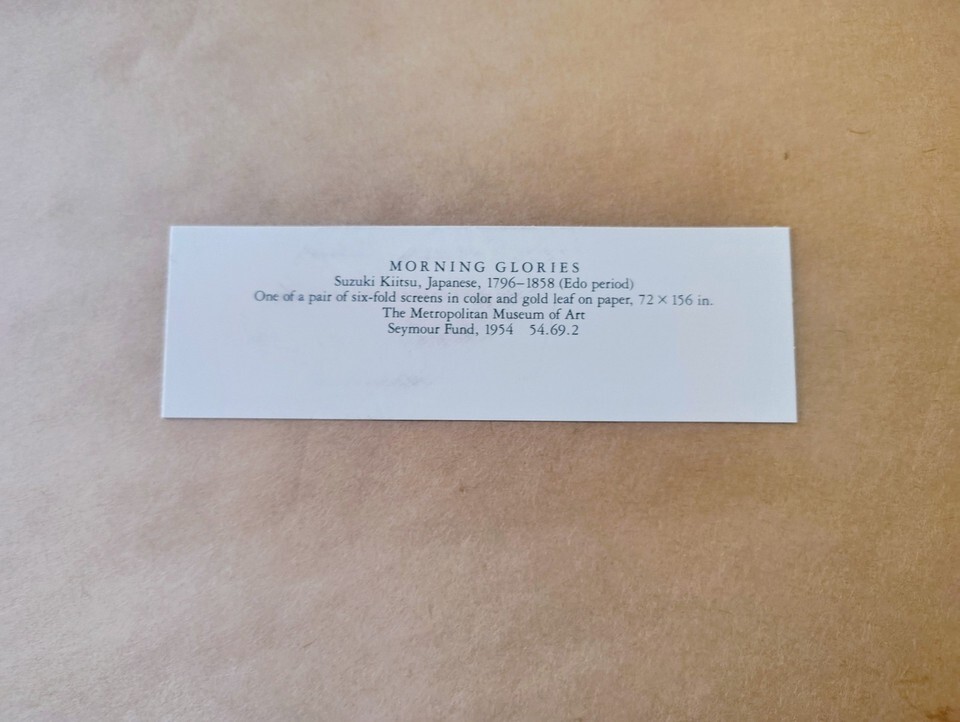 MORNING GLORIES
Suzuki Kiitsu, Japanese, 1796–1858 (Edo period)
One of a pair of six-fold screens in color and gold leaf on paper, 72 × 156 in.
The Metropolitan Museum of Art
Seymour Fund, 1954 54.69.2